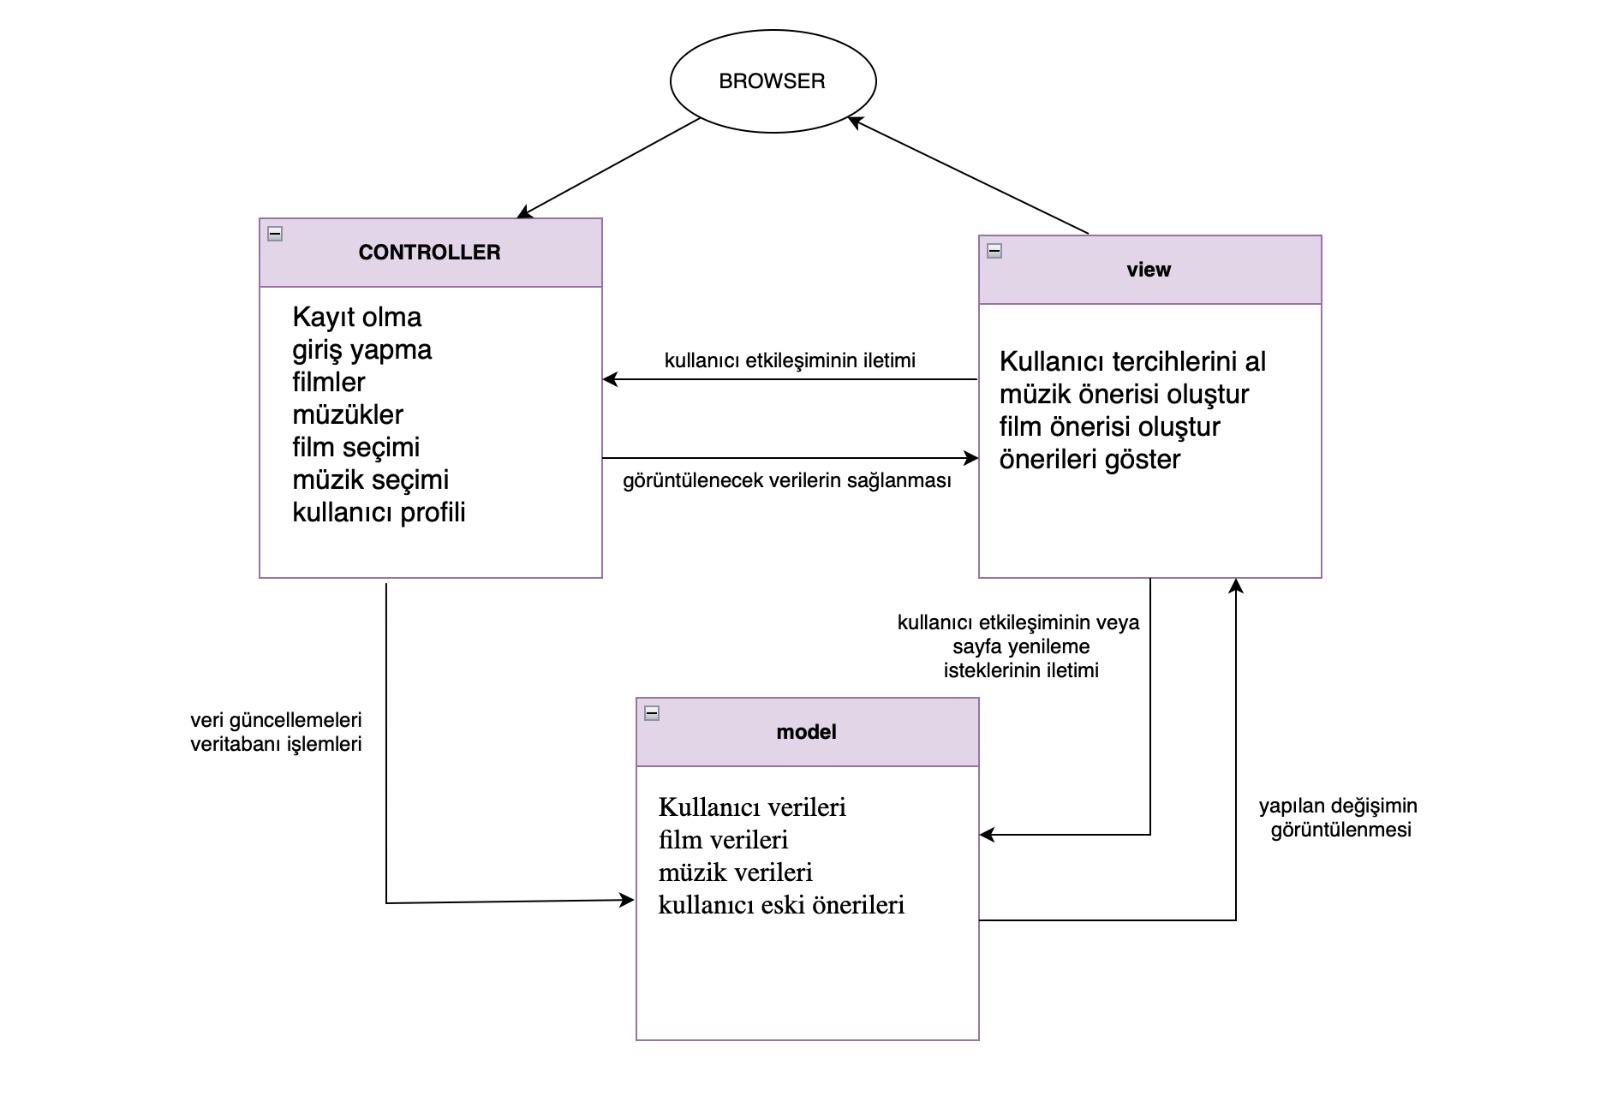 BROWSER
CONTROLLER
Kayıt olma
giriş yapma
filmler
müzükler
film seçimi
müzik seçimi
kullanıcı profili
view
Kullanıcı tercihlerini al
müzik önerisi oluştur
film önerisi oluştur
önerileri göster
kullanıcı etkileşiminin iletimi
görüntülenecek verilerin sağlanması
kullanıcı etkileşiminin veya
sayfa yenileme
isteklerinin iletimi
veri güncellemeleri
veritabanı işlemleri
model
Kullanıcı verileri
film verileri
müzik verileri
kullanıcı eski önerileri
yapılan değişimin
görüntülenmesi